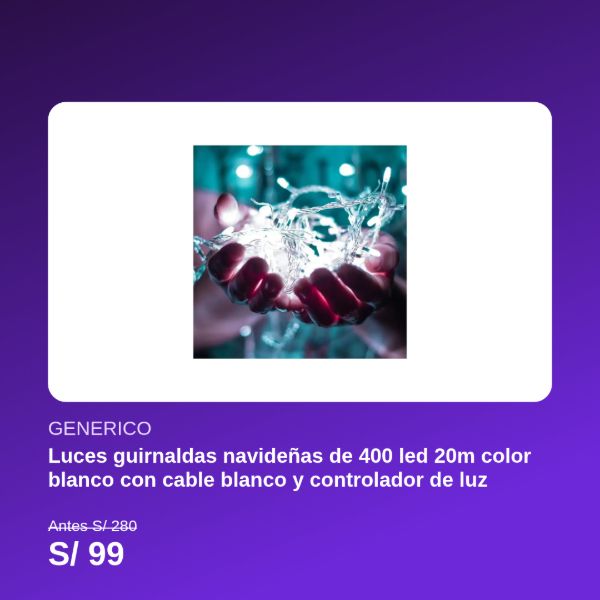 GENERICO
Luces guirnaldas navideñas de 400 led 20m color
blanco con cable blanco y controlador de luz
Antes S/ 280
S/ 99